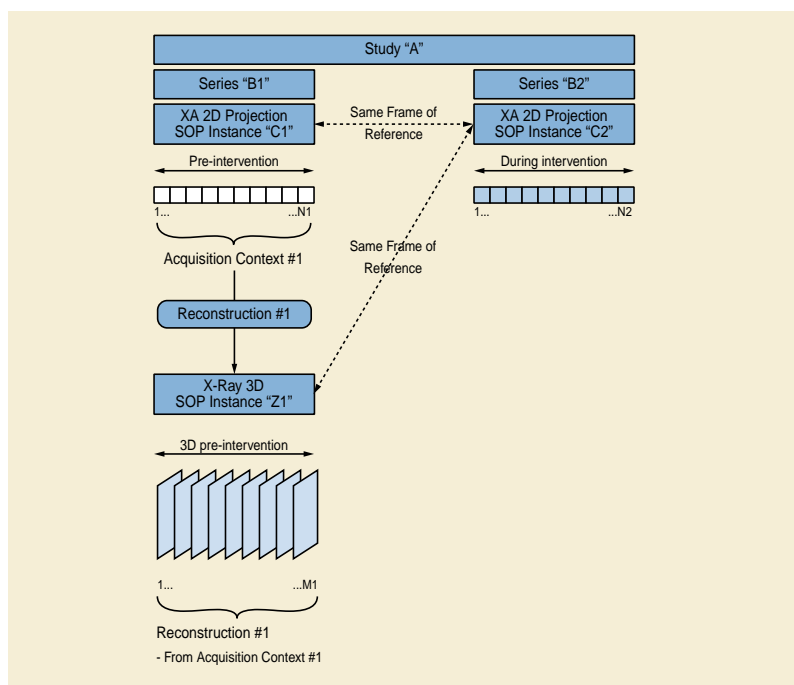 Study “A”
Series “B1”
Series “B2”
XA 2D Projection
SOP Instance “C1”
Same Frame of
Reference
XA 2D Projection
SOP Instance “C2”
Pre-intervention
During intervention
1...
...N1
1...
...N2
Acquisition Context #1
Same Frame of
Reference
Reconstruction #1
X-Ray 3D
SOP Instance “Z1”
3D pre-intervention
1...
...M1
Reconstruction #1
- From Acquisition Context #1